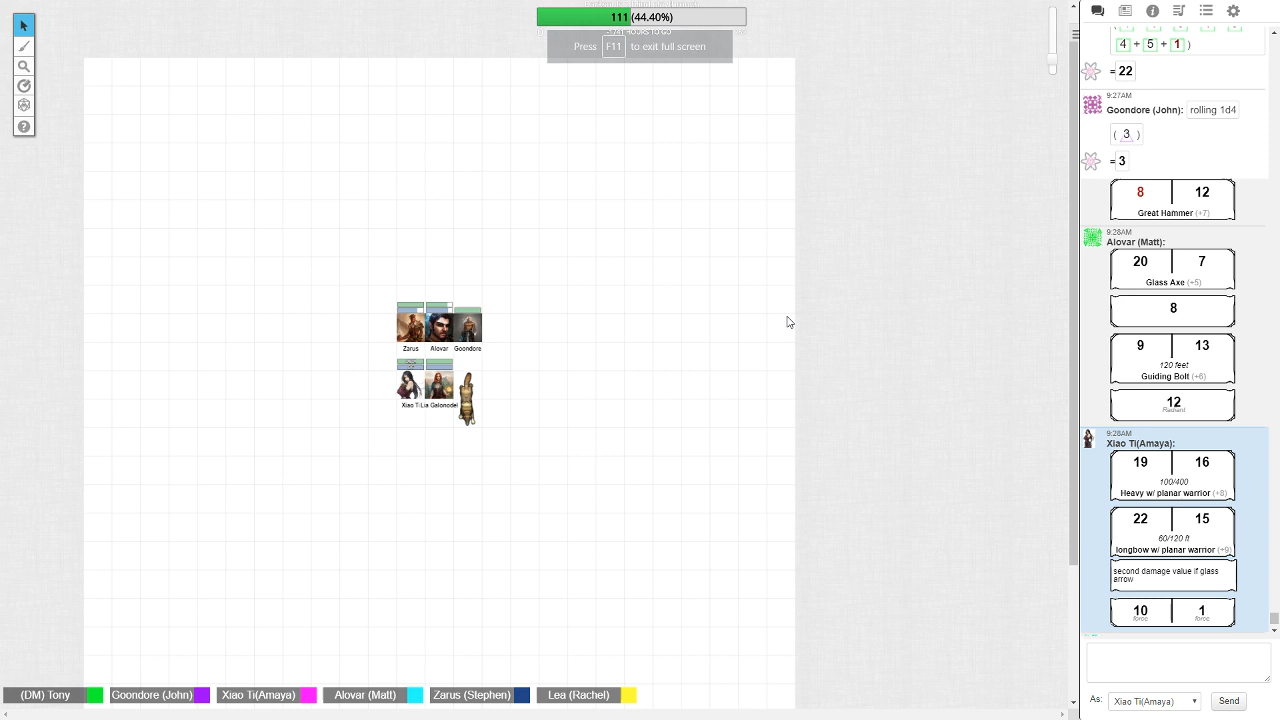 111 (44.40%)
HOURS TO GO
Press F11 to exit full screen
4 + 5 + 1 )
= 22
9:27AM
Goondore (John): rolling 1d4
( 3 )
= 3
8 12
Great Hammer (+7)
9:28AM
Alovar (Matt):
20 7
Glass Axe (+5)
8
9 13
120 feet
Guiding Bolt (+6)
12
Radiant
9:28AM
Xiao Ti(Amaya):
19 16
100/400
Heavy w/ planar warrior (+8)
22 15
60/120 ft
longbow w/ planar warrior (+9)
second damage value if glass
arrow
10 1
force force
As: Xiao Ti(Amaya) Send
Zarus Alovar Goondore
Xiao Ti Lia Galonodel
(DM) Tony Goondore (John) Xiao Ti(Amaya) Alovar (Matt) Zarus (Stephen) Lea (Rachel)